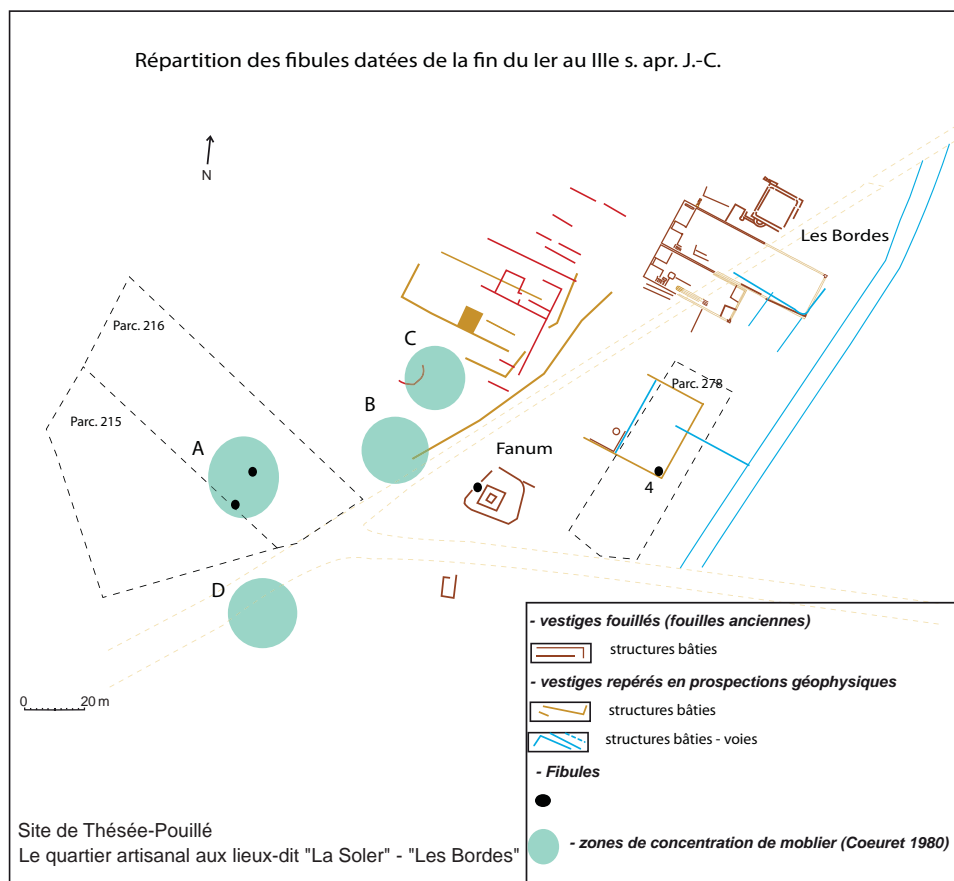 Répartition des fibules datées de la fin du Ier au IIIe s. apr. J.-C.
N
Les Bordes
Parc. 216
C
Parc. 278
B
Parc. 215
A
Fanum
4
D
0 20 m
- vestiges fouillés (fouilles anciennes)
structures bâties
- vestiges repérés en prospections géophysiques
structures bâties
structures bâties - voies
- Fibules
- zones de concentration de moblier (Coeuret 1980)
Site de Thésée-Pouillé
Le quartier artisanal aux lieux-dit "La Soler" - "Les Bordes"